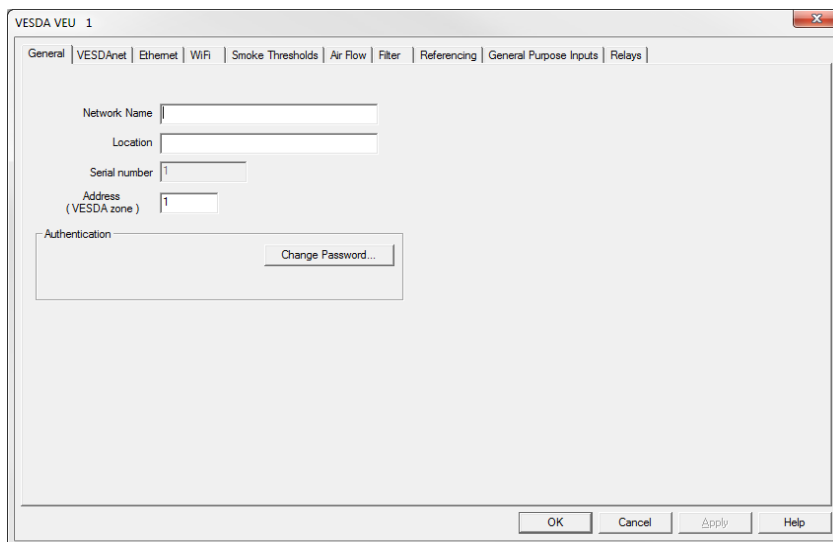 VESDA VEU 1
General VESDAnet Ethernet WiFi Smoke Thresholds Air Flow Filter Referencing General Purpose Inputs Relays
Network Name
Location
Serial number 1
Address
( VESDA zone ) 1
Authentication
Change Password...
OK Cancel Apply Help